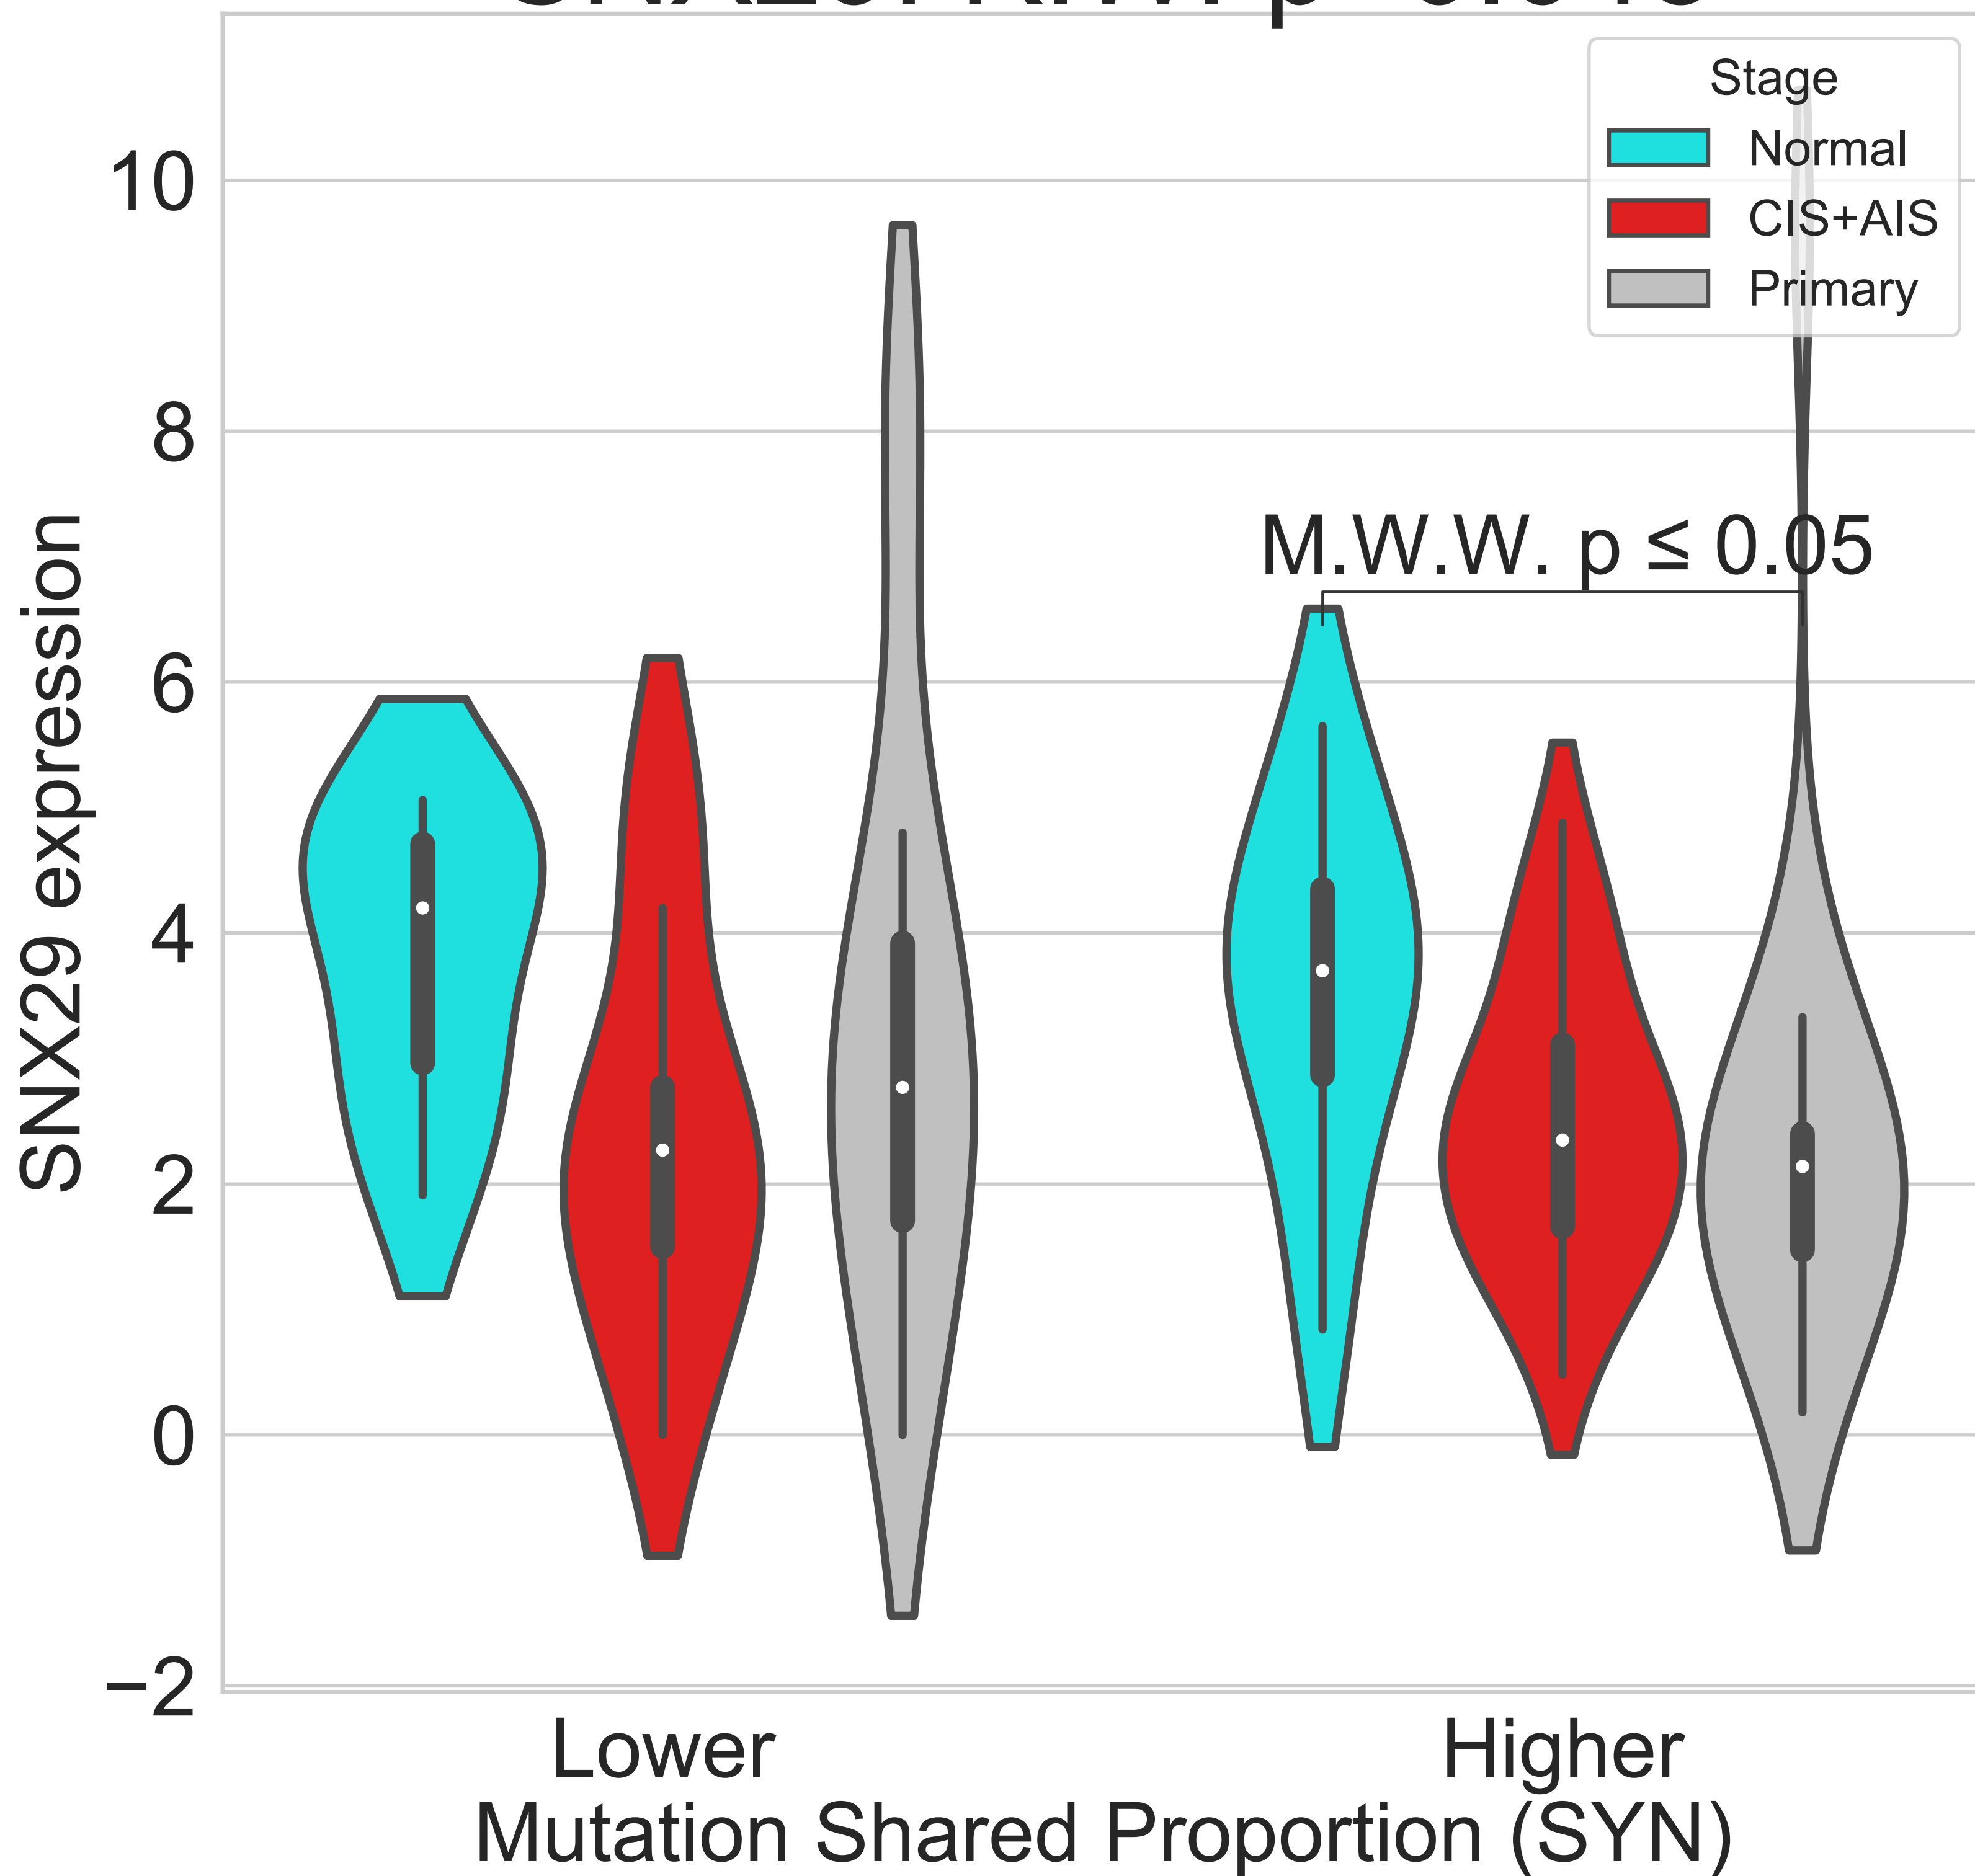 Stage
Normal
CIS+AIS
Primary
10
8
6
4
2
0
−2
SNX29 expression
M.W.W. p ≤ 0.05
Lower
Higher
Mutation Shared Proportion (SYN)